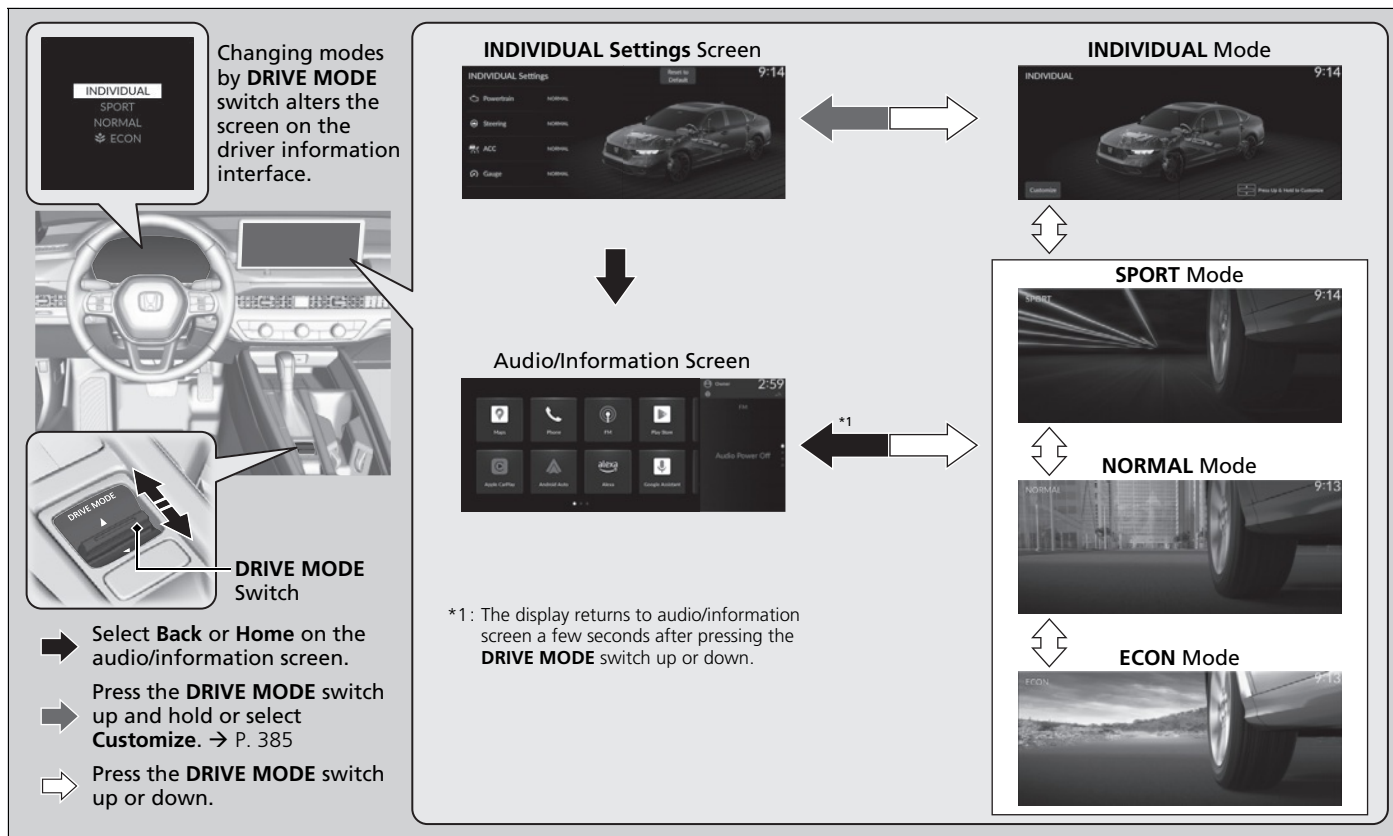 INDIVIDUAL
SPORT
NORMAL
ECON
Changing modes
by DRIVE MODE
switch alters the
screen on the
driver information
interface.
DRIVE MODE
DRIVE MODE
Switch
Select Back or Home on the
audio/information screen.
Press the DRIVE MODE switch
up and hold or select
Customize. → P. 385
Press the DRIVE MODE switch
up or down.
INDIVIDUAL Settings Screen
INDIVIDUAL Settings
Reset to
Default
9:14
Powertrain NORMAL
Steering NORMAL
ACC NORMAL
Gauge NORMAL
Audio/Information Screen
2:59
Maps
Phone
FM
Play Store
FM
Apple CarPlay
Android Auto
alexa
Alexa
Google Assistant
Audio Power Off
*1
*1: The display returns to audio/information
screen a few seconds after pressing the
DRIVE MODE switch up or down.
INDIVIDUAL Mode
INDIVIDUAL
9:14
Customize
Press Up & Hold to Customize
SPORT Mode
SPORT
9:14
NORMAL Mode
NORMAL
9:13
ECON Mode
ECON
9:13